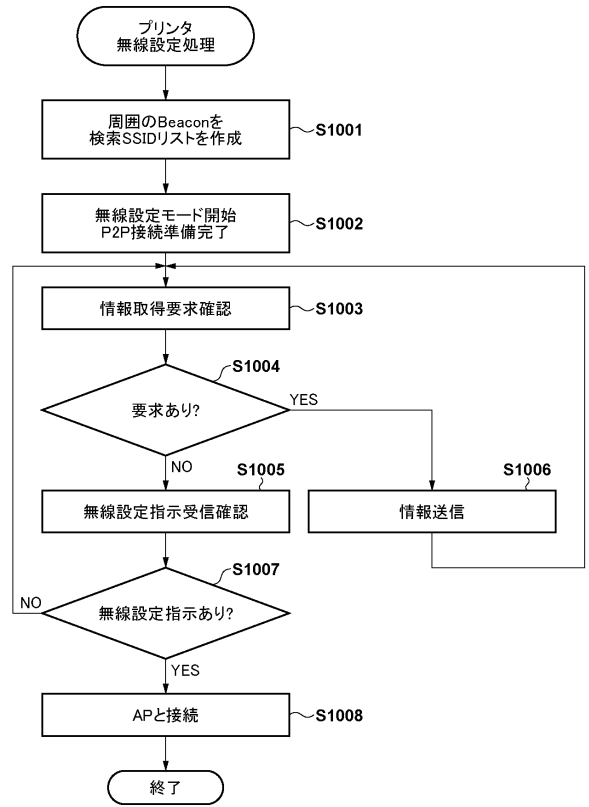 プリンタ
無線設定処理
周囲のBeaconを
検索SSIDリストを作成
S1001
無線設定モード開始
P2P接続準備完了
S1002
情報取得要求確認
S1003
S1004
要求あり?
YES
NO
S1005
無線設定指示受信確認
S1006
情報送信
S1007
無線設定指示あり?
NO
YES
APと接続
S1008
終了